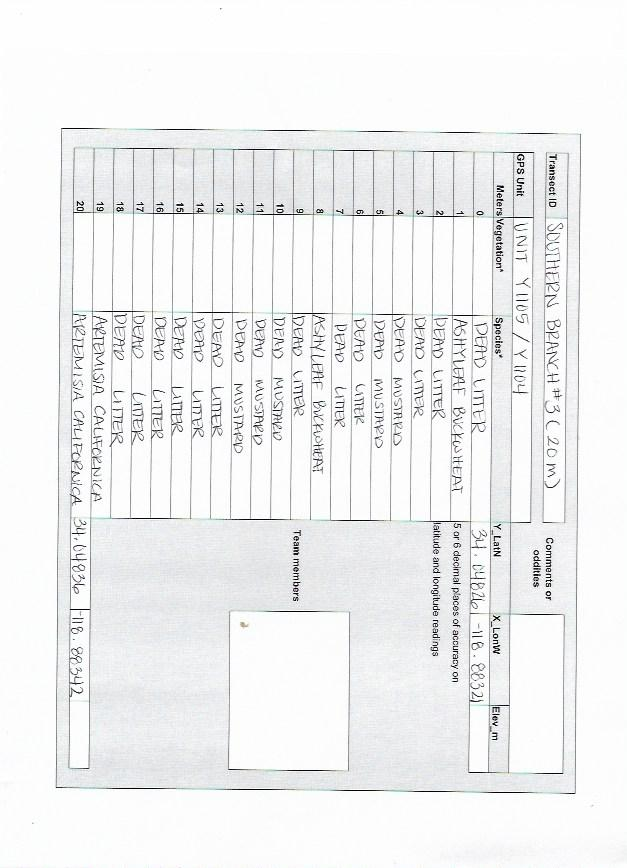 Transect ID SOUTHERN BRANCH #3 (20 M) Comments or oddities
GPS Unit UNIT Y1105 / Y1104
Meters Vegetation* Species* Y_LatN X_LonW Elev_m
0 DEAD LITTER 34.04826 -118.88321
1 ASHYLEAF BUCKWHEAT 5 or 6 decimal places of accuracy on
2 DEAD LITTER latitude and longitude readings
3 DEAD LITTER
4 DEAD MUSTARD
5 DEAD MUSTARD
6 DEAD LITTER
7 DEAD LITTER
8 ASHYLEAF BUCKWHEAT
9 DEAD LITTER Team members
10 DEAD MUSTARD
11 DEAD MUSTARD
12 DEAD MUSTARD
13 DEAD LITTER
14 DEAD LITTER
15 DEAD LITTER
16 DEAD LITTER
17 DEAD LITTER
18 DEAD LITTER
19 ARTEMISIA CALIFORNICA
20 ARTEMISIA CALIFORNICA 34.04836 -118.88342